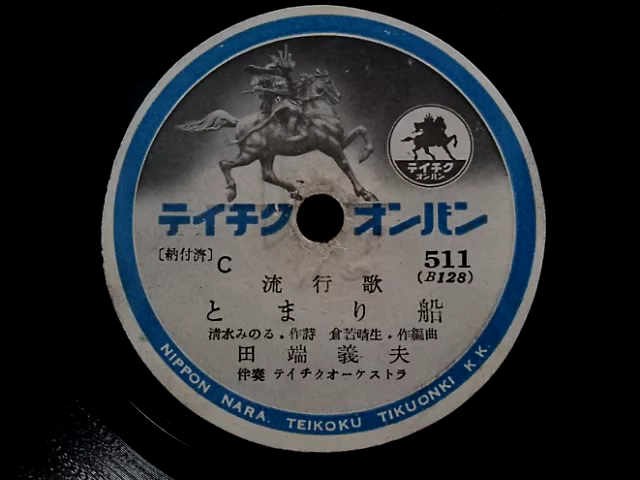 テイチク
オンパン
テイチク オンバン
〔納付済〕C
511
(B128)
流行歌
とまり船
清水みのる・作詩 倉若晴生・作編曲
田端義夫
伴奏 テイチクオーケストラ
NIPPON NARA. TEIKOKU TIKUONKI K.K.